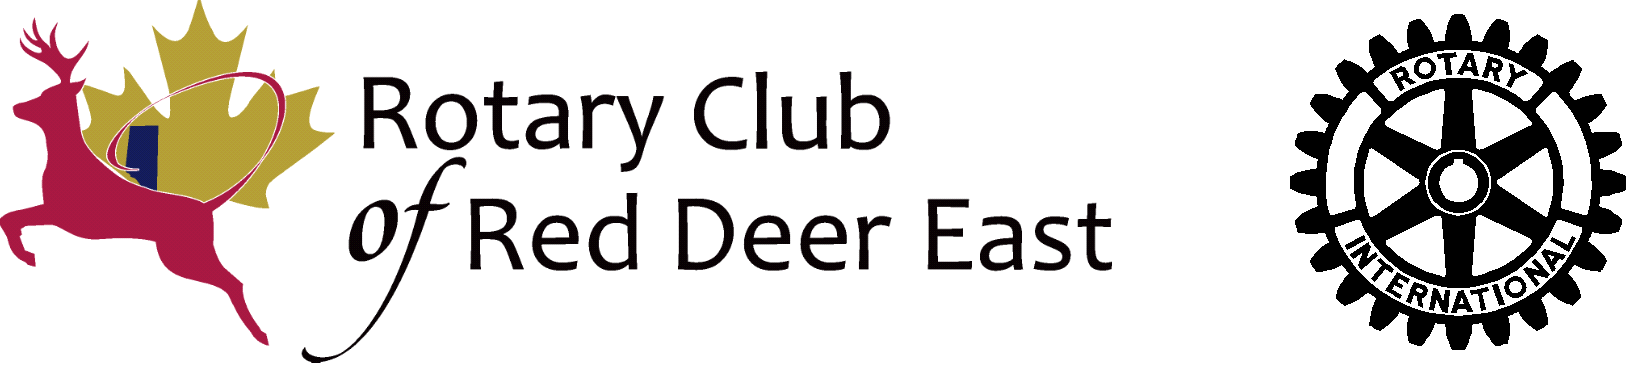 Rotary Club
of Red Deer East
ROTARY
INTERNATIONAL